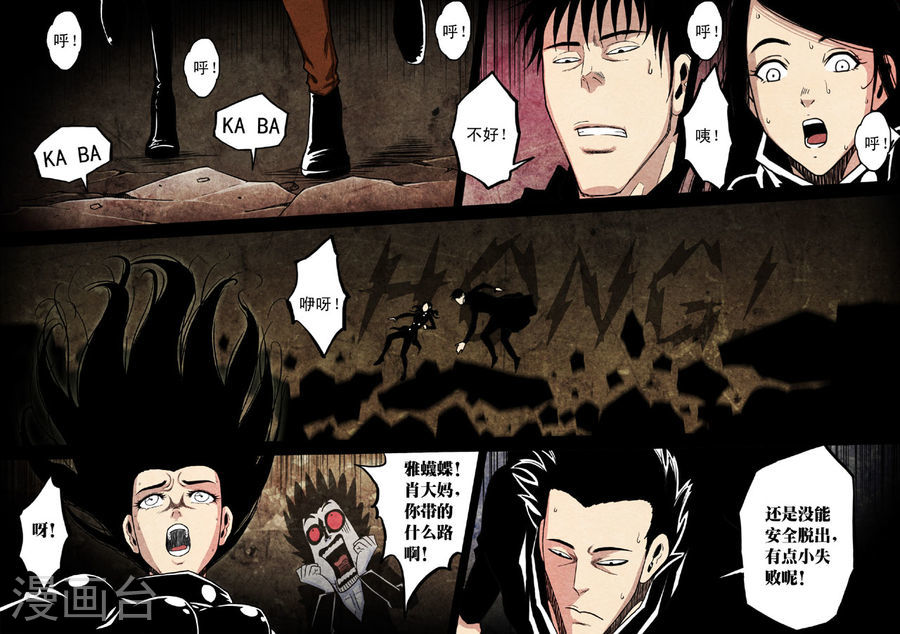 呼！
呼！
KA BA
KA BA
呼！
不好！
咦！
呼！
咿呀！
HONG!
呀！
雅蠛蝶！
肖大妈，
你带的
什么路
啊！
还是没能
安全脱出，
有点小失
败呢！
漫画台